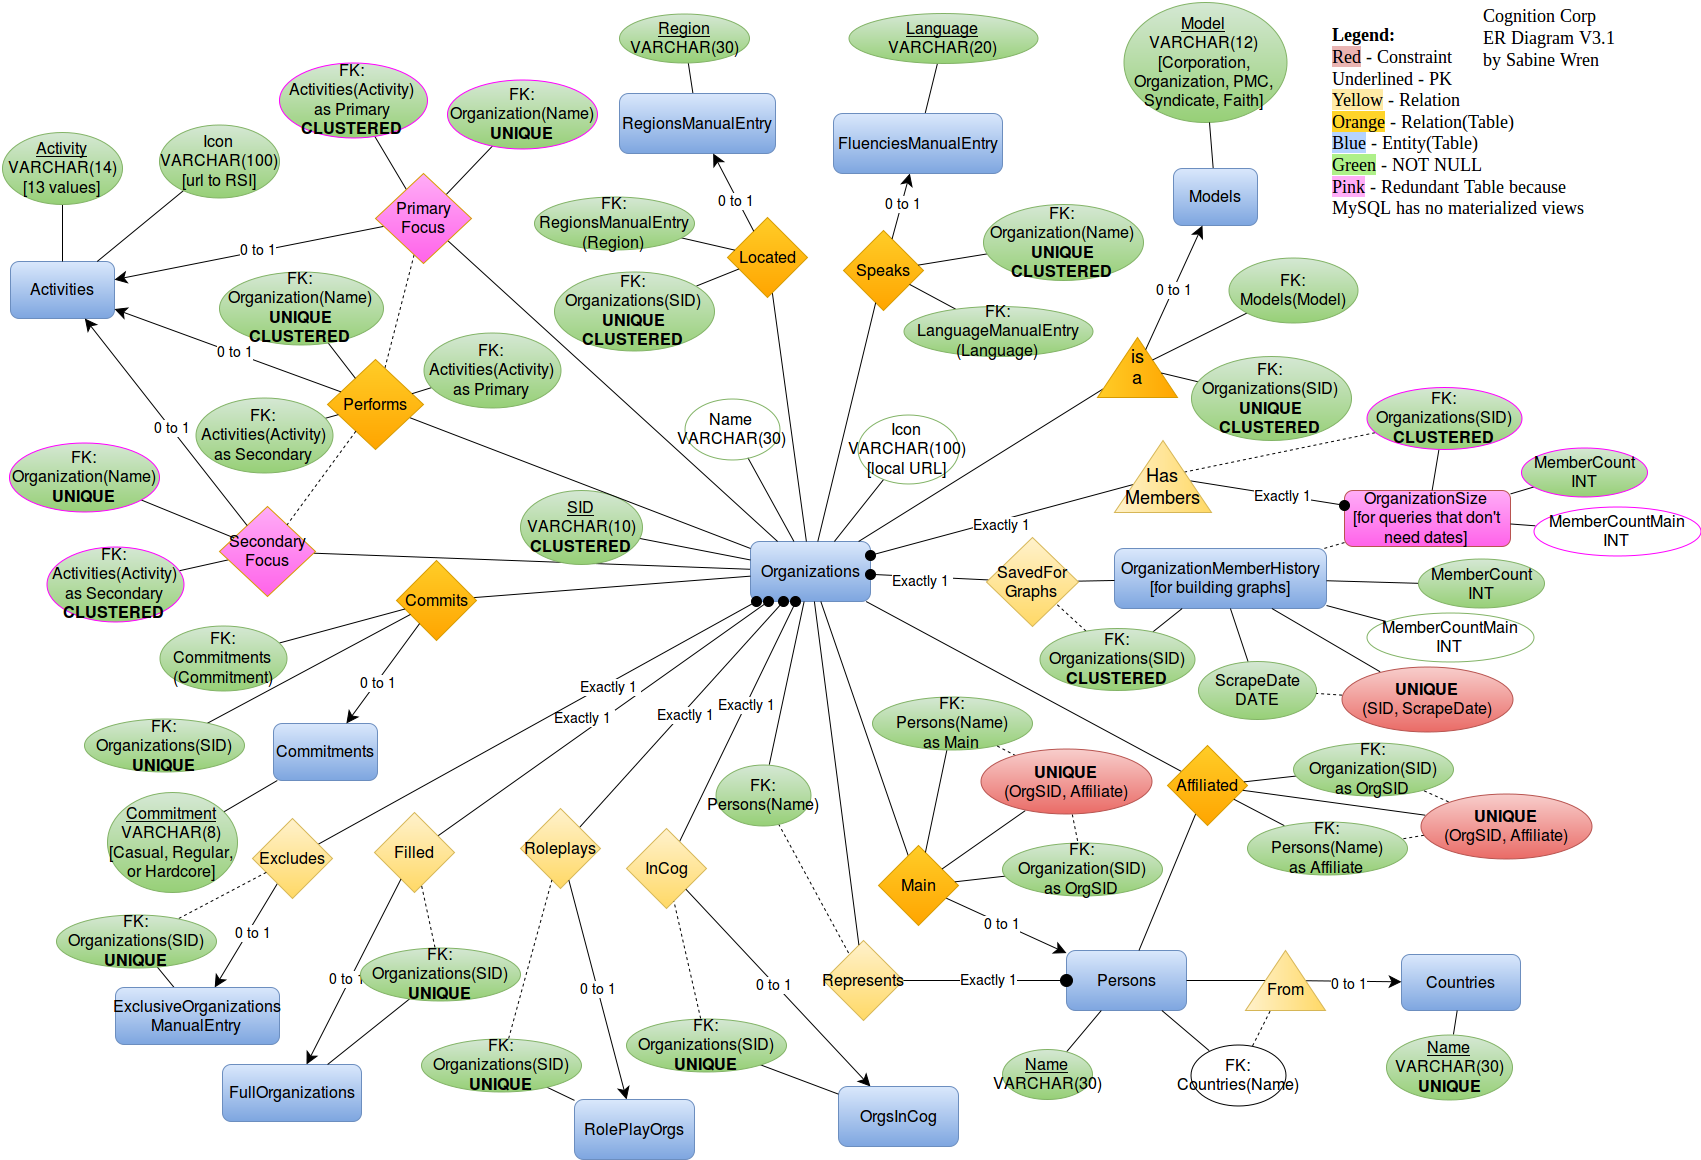 Cognition Corp
ER Diagram V3.1
by Sabine Wren
Legend:
Red - Constraint
Underlined - PK
Yellow - Relation
Orange - Relation(Table)
Blue - Entity(Table)
Green - NOT NULL
Pink - Redundant Table because
MySQL has no materialized views
Region
VARCHAR(30)
Language
VARCHAR(20)
Model
VARCHAR(12)
[Corporation,
Organization, PMC,
Syndicate, Faith]
FK:
Activities(Activity)
as Primary
CLUSTERED
FK:
Organization(Name)
UNIQUE
RegionsManualEntry
FluenciesManualEntry
Activity
VARCHAR(14)
[13 values]
Icon
VARCHAR(100)
[url to RSI]
Models
Primary
Focus
0 to 1
0 to 1
FK:
RegionsManualEntry
(Region)
FK:
Organization(Name)
UNIQUE
CLUSTERED
0 to 1
Located
Speaks
Activities
FK:
Organization(Name)
UNIQUE
CLUSTERED
FK:
Organizations(SID)
UNIQUE
CLUSTERED
0 to 1
FK:
Models(Model)
FK:
LanguageManualEntry
(Language)
0 to 1
FK:
Activities(Activity)
as Primary
is
a
FK:
Organizations(SID)
UNIQUE
CLUSTERED
Performs
FK:
Activities(Activity)
as Secondary
0 to 1
Name
VARCHAR(30)
Icon
VARCHAR(100)
[local URL]
FK:
Organizations(SID)
CLUSTERED
FK:
Organization(Name)
UNIQUE
Has
Members
MemberCount
INT
Exactly 1
OrganizationSize
[for queries that don't
need dates]
MemberCountMain
INT
SID
VARCHAR(10)
CLUSTERED
Exactly 1
Secondary
Focus
FK:
Activities(Activity)
as Secondary
CLUSTERED
Organizations
Exactly 1
SavedFor
Graphs
OrganizationMemberHistory
[for building graphs]
MemberCount
INT
Commits
MemberCountMain
INT
FK:
Commitments
(Commitment)
FK:
Organizations(SID)
CLUSTERED
0 to 1
Exactly 1
ScrapeDate
DATE
UNIQUE
(SID, ScrapeDate)
Exactly 1
Exactly 1
Exactly 1
FK:
Persons(Name)
as Main
FK:
Organizations(SID)
UNIQUE
Commitments
UNIQUE
(OrgSID, Affiliate)
FK:
Organization(SID)
as OrgSID
FK:
Persons(Name)
Affiliated
UNIQUE
(OrgSID, Affiliate)
Commitment
VARCHAR(8)
[Casual, Regular,
or Hardcore]
FK:
Persons(Name)
as Affiliate
Excludes
Filled
Roleplays
InCog
Main
FK:
Organization(SID)
as OrgSID
FK:
Organizations(SID)
UNIQUE
0 to 1
0 to 1
0 to 1
FK:
Organizations(SID)
UNIQUE
0 to 1
0 to 1
Represents
Exactly 1
Persons
From
0 to 1
Countries
ExclusiveOrganizations
ManualEntry
FK:
Organizations(SID)
UNIQUE
FK:
Organizations(SID)
UNIQUE
Name
VARCHAR(30)
FK:
Countries(Name)
Name
VARCHAR(30)
UNIQUE
FullOrganizations
RolePlayOrgs
OrgsInCog